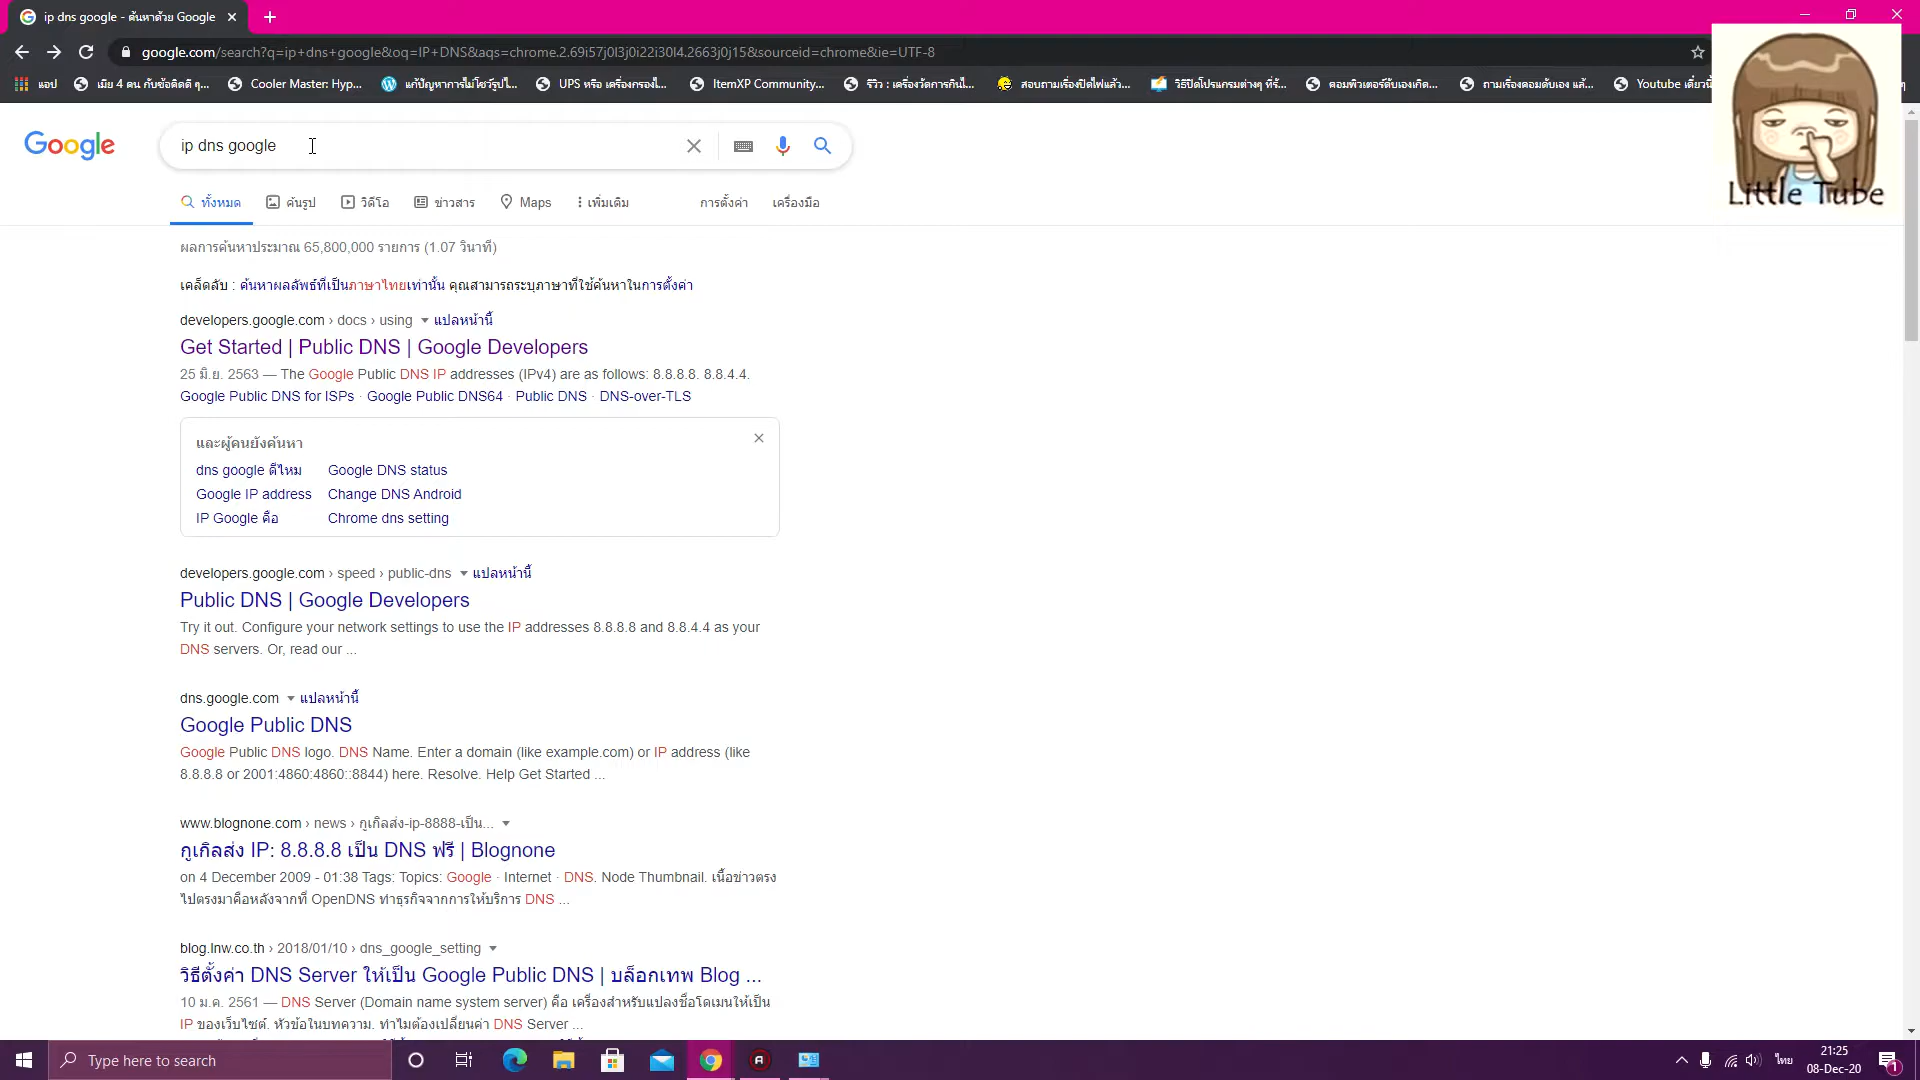 ip dns google - ค้นหาด้วย Google
google.com/search?q=ip+dns+google&oq=IP+DNS&aqs=chrome.2.69i57j0l3j0i22i30l4.2663j0j15&sourceid=chrome&ie=UTF-8
แอป
เมีย 4 คน กับข้อคิดดี ๆ...
Cooler Master: Hyp...
แก้ปัญหาการ์ไม่โชว์รูปใ...
UPS หรือ เครื่องกรองไ...
ItemXP Community...
รีวิว : เครื่องวัดการกินไ...
สอบถามเรื่องปิดไฟแล้ว...
วิธีปิดโปรแกรมต่างๆ ที่ร้...
คอมพิวเตอร์ดับเองเกิด...
ถามเรื่องคอมดับเอง แล้...
Google
ip dns google
ทั้งหมด
ค้นรูป
วิดีโอ
ข่าวสาร
Maps
เพิ่มเติม
การตั้งค่า
เครื่องมือ
ผลการค้นหาประมาณ 65,800,000 รายการ (1.07 วินาที)
เคล็ดลับ : ค้นหาผลลัพธ์ที่เป็นภาษาไทยเท่านั้น คุณสามารถระบุภาษาที่ใช้ค้นหาในการตั้งค่า
developers.google.com › docs › using แปลหน้านี้
Get Started | Public DNS | Google Developers
25 มิ.ย. 2563 — The Google Public DNS IP addresses (IPv4) are as follows: 8.8.8.8. 8.8.4.4.
Google Public DNS for ISPs · Google Public DNS64 · Public DNS · DNS-over-TLS
และผู้คนยังค้นหา
dns google ดีไหม Google DNS status
Google IP address Change DNS Android
IP Google คือ Chrome dns setting
developers.google.com › speed › public-dns แปลหน้านี้
Public DNS | Google Developers
Try it out. Configure your network settings to use the IP addresses 8.8.8.8 and 8.8.4.4 as your
DNS servers. Or, read our ...
dns.google.com แปลหน้านี้
Google Public DNS
Google Public DNS logo. DNS Name. Enter a domain (like example.com) or IP address (like
8.8.8.8 or 2001:4860:4860::8844) here. Resolve. Help Get Started ...
www.blognone.com › news › กูเกิลส่ง-ip-8888-เป็น...
กูเกิลส่ง IP: 8.8.8.8 เป็น DNS ฟรี | Blognone
on 4 December 2009 - 01:38 Tags: Topics: Google · Internet · DNS. Node Thumbnail. เนื้อข่าวตรง
ไปตรงมาคือหลังจากที่ OpenDNS ทำธุรกิจจากการให้บริการ DNS ...
blog.lnw.co.th › 2018/01/10 › dns_google_setting
วิธีตั้งค่า DNS Server ให้เป็น Google Public DNS | บล็อกเทพ Blog ...
10 ม.ค. 2561 — DNS Server (Domain name system server) คือ เครื่องสำหรับแปลงชื่อโดเมนให้เป็น
IP ของเว็บไซต์. หัวข้อในบทความ. ทำไมต้องเปลี่ยนค่า DNS Server ...
Little Tube
Type here to search
ไทย
21:25
08-Dec-20
1